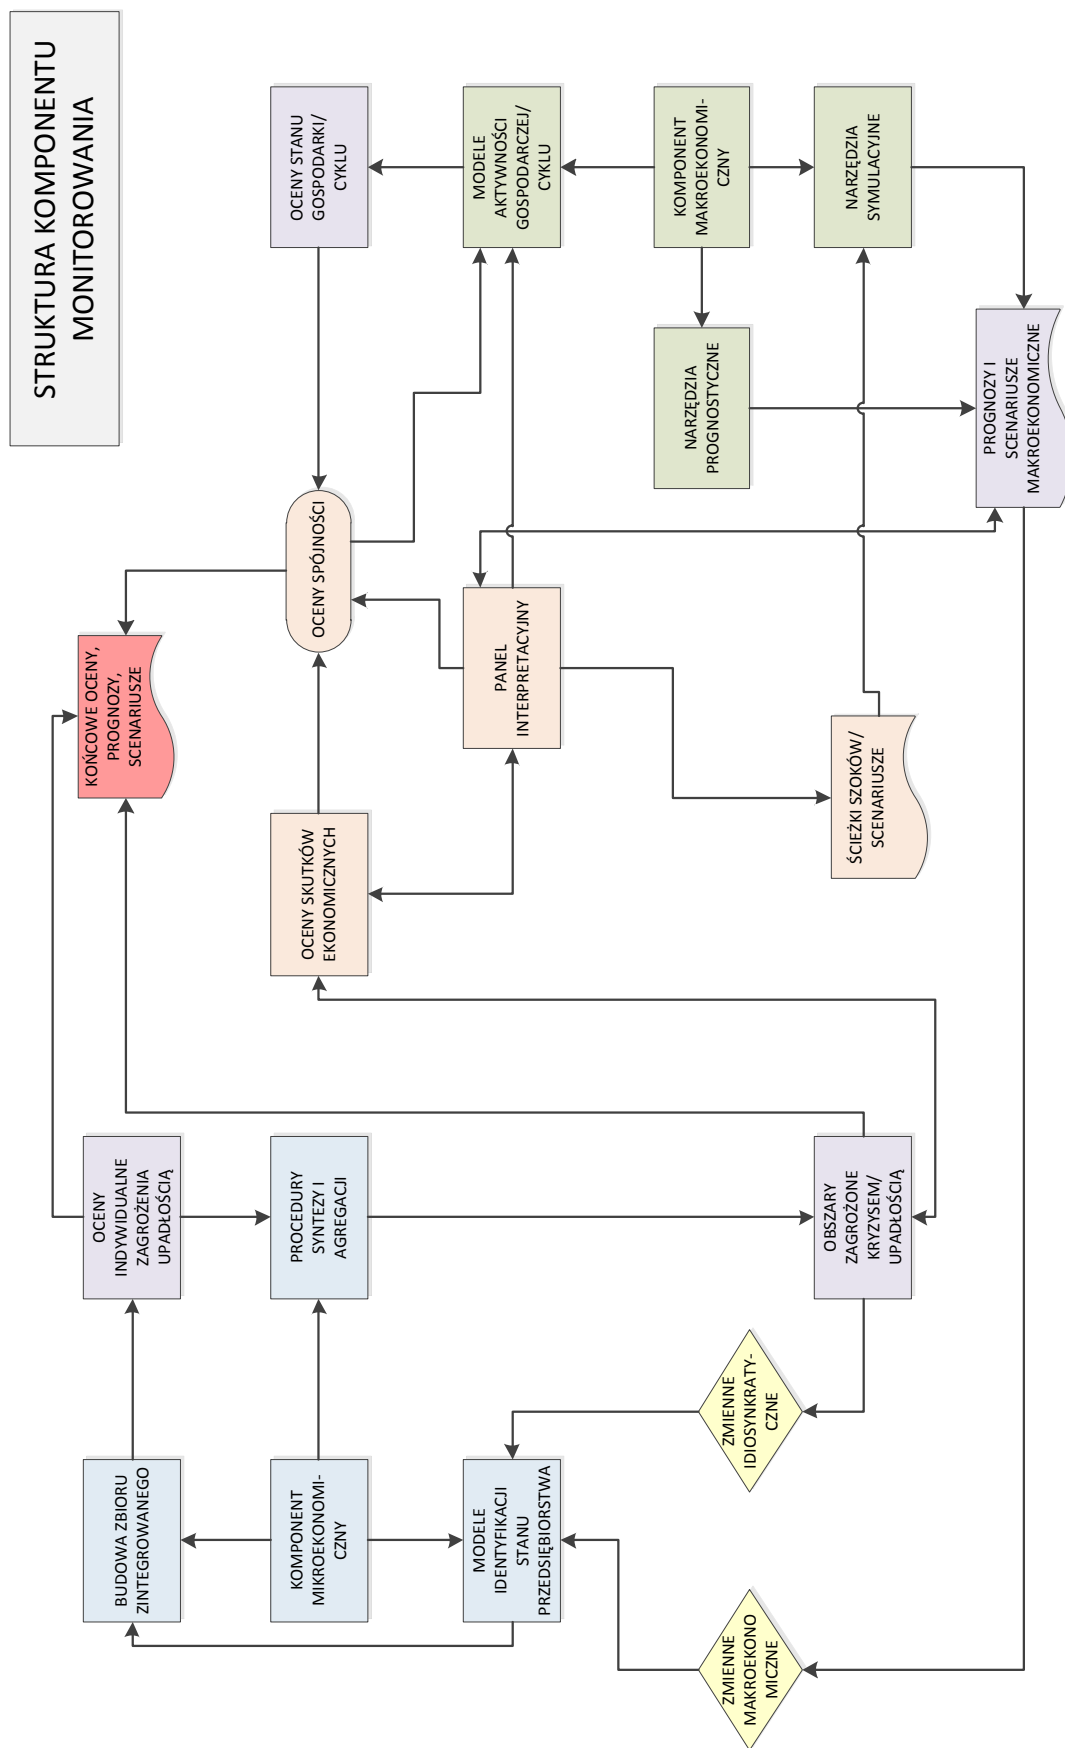 STRUKTURA KOMPONENTU
MONITOROWANIA
BUDOWA ZBIORU
ZINTEGROWANEGO
OCENY
INDYWIDUALNE
ZAGROŻENIA
UPADŁOŚCIĄ
KOŃCOWE OCENY,
PROGNOZY,
SCENARIUSZE
KOMPONENT
MIKROEKONOMI-
CZNY
PROCEDURY
SYNTEZY I
AGREGACJI
OCENY SKUTKÓW
EKONOMICZNYCH
OCENY SPÓJNOŚCI
OCENY STANU
GOSPODARKI/
CYKLU
MODELE
IDENTYFIKACJI
STANU
PRZEDSIĘBIORSTWA
PANEL
INTERPRETACYJNY
MODELE
AKTYWNOŚCI
GOSPODARCZEJ/
CYKLU
ZMIENNE
MAKROEKONO
MICZNE
ZMIENNE
IDIOSYNKRATY-
CZNE
NARZĘDZIA
PROGNOSTYCZNE
KOMPONENT
MAKROEKONOMI-
CZNY
OBSZARY
ZAGROŻONE
KRYZYSEM/
UPADŁOŚCIĄ
ŚCIEŻKI SZOKÓW/
SCENARIUSZE
NARZĘDZIA
SYMULACYJNE
PROGNOZY I
SCENARIUSZE
MAKROEKONOMICZNE